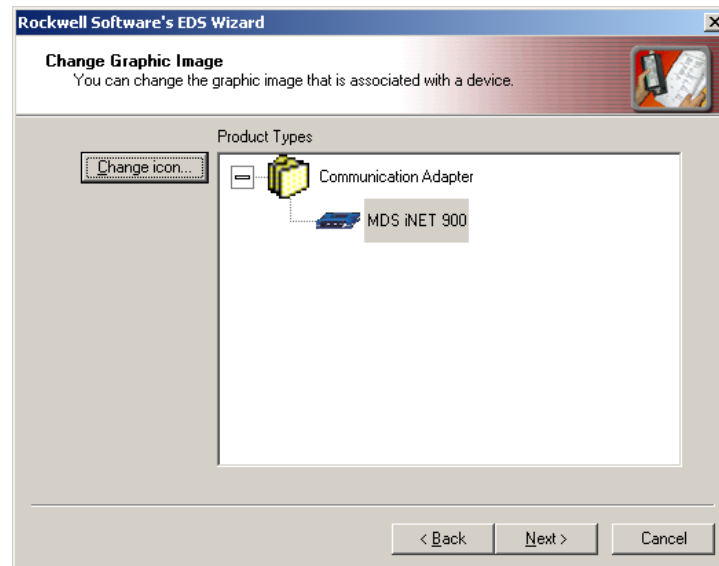 Rockwell Software's EDS Wizard
Change Graphic Image
You can change the graphic image that is associated with a device.
Product Types
Change icon...
Communication Adapter
MDS iNET 900
< Back
Next >
Cancel